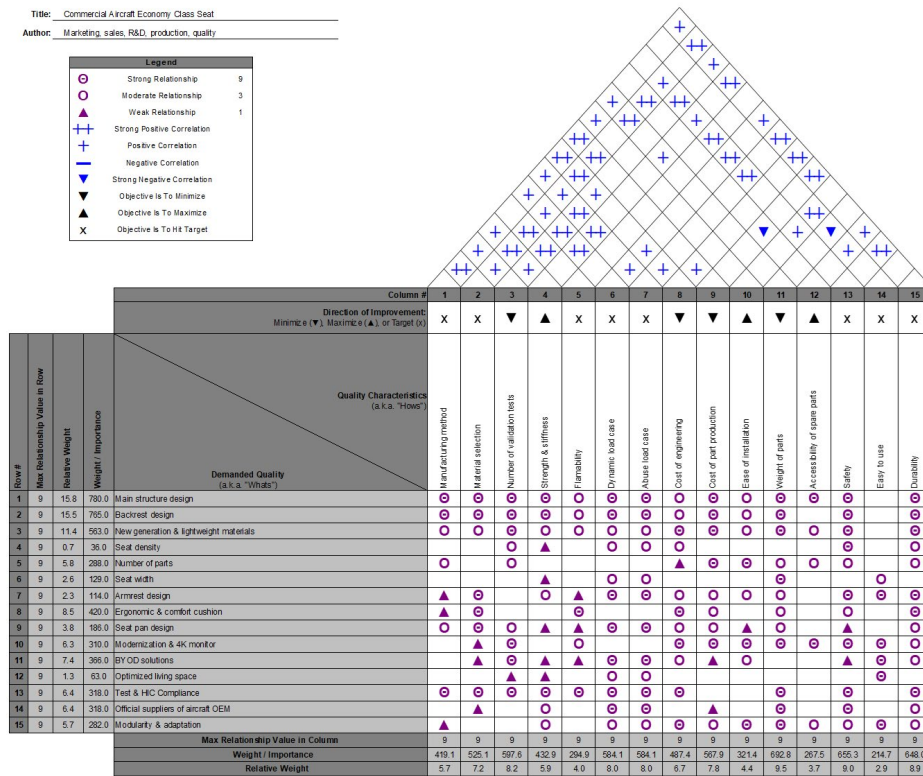 Title: Commercial Aircraft Economy Class Seat
Author: Marketing, sales, R&D, production, quality
Legend
Strong Relationship 9
Moderate Relationship 3
Weak Relationship 1
Strong Positive Correlation
Positive Correlation
Negative Correlation
Strong Negative Correlation
Objective Is To Minimize
Objective Is To Maximize
X Objective Is To Hit Target
Column # 1 2 3 4 5 6 7 8 9 10 11 12 13 14 15
Direction of Improvement:
Minimize (▼), Maximize (▲), or Target (x)
X X ▼ ▲ X X X ▼ ▼ ▲ ▼ ▲ X X X
Row #
Max Relationship Value in Row
Relative Weight
Weight / Importance
Quality Characteristics
(a.k.a. "Hows")
Demanded Quality
(a.k.a. "Whats")
Manufacturing method
Material selection
Number of validation tests
Strength & stiffness
Flamability
Dynamic load case
Abuse load case
Cost of engineering
Cost of part production
Ease of installation
Weight of parts
Accessibility of spare parts
Safety
Easy to use
Durability
1 9 15.8 780.0 Main structure design
2 9 15.5 765.0 Backrest design
3 9 11.4 563.0 New generation & lightweight materials
4 9 0.7 36.0 Seat density
5 9 5.8 288.0 Number of parts
6 9 2.6 129.0 Seat width
7 9 2.3 114.0 Armrest design
8 9 8.5 420.0 Ergonomic & comfort cushion
9 9 3.8 186.0 Seat pan design
10 9 6.3 310.0 Modernization & 4K monitor
11 9 7.4 366.0 BYOD solutions
12 9 1.3 63.0 Optimized living space
13 9 6.4 318.0 Test & HIC Compliance
14 9 6.4 318.0 Official suppliers of aircraft OEM
15 9 5.7 282.0 Modularity & adaptation
Max Relationship Value in Column 9 9 9 9 9 9 9 9 9 9 9 9 9 9 9
Weight / Importance 419.1 525.1 597.6 432.9 294.9 584.1 584.1 487.4 567.9 321.4 692.8 267.5 655.3 214.7 648.0
Relative Weight 5.7 7.2 8.2 5.9 4.0 8.0 8.0 6.7 7.8 4.4 9.5 3.7 9.0 2.9 8.9